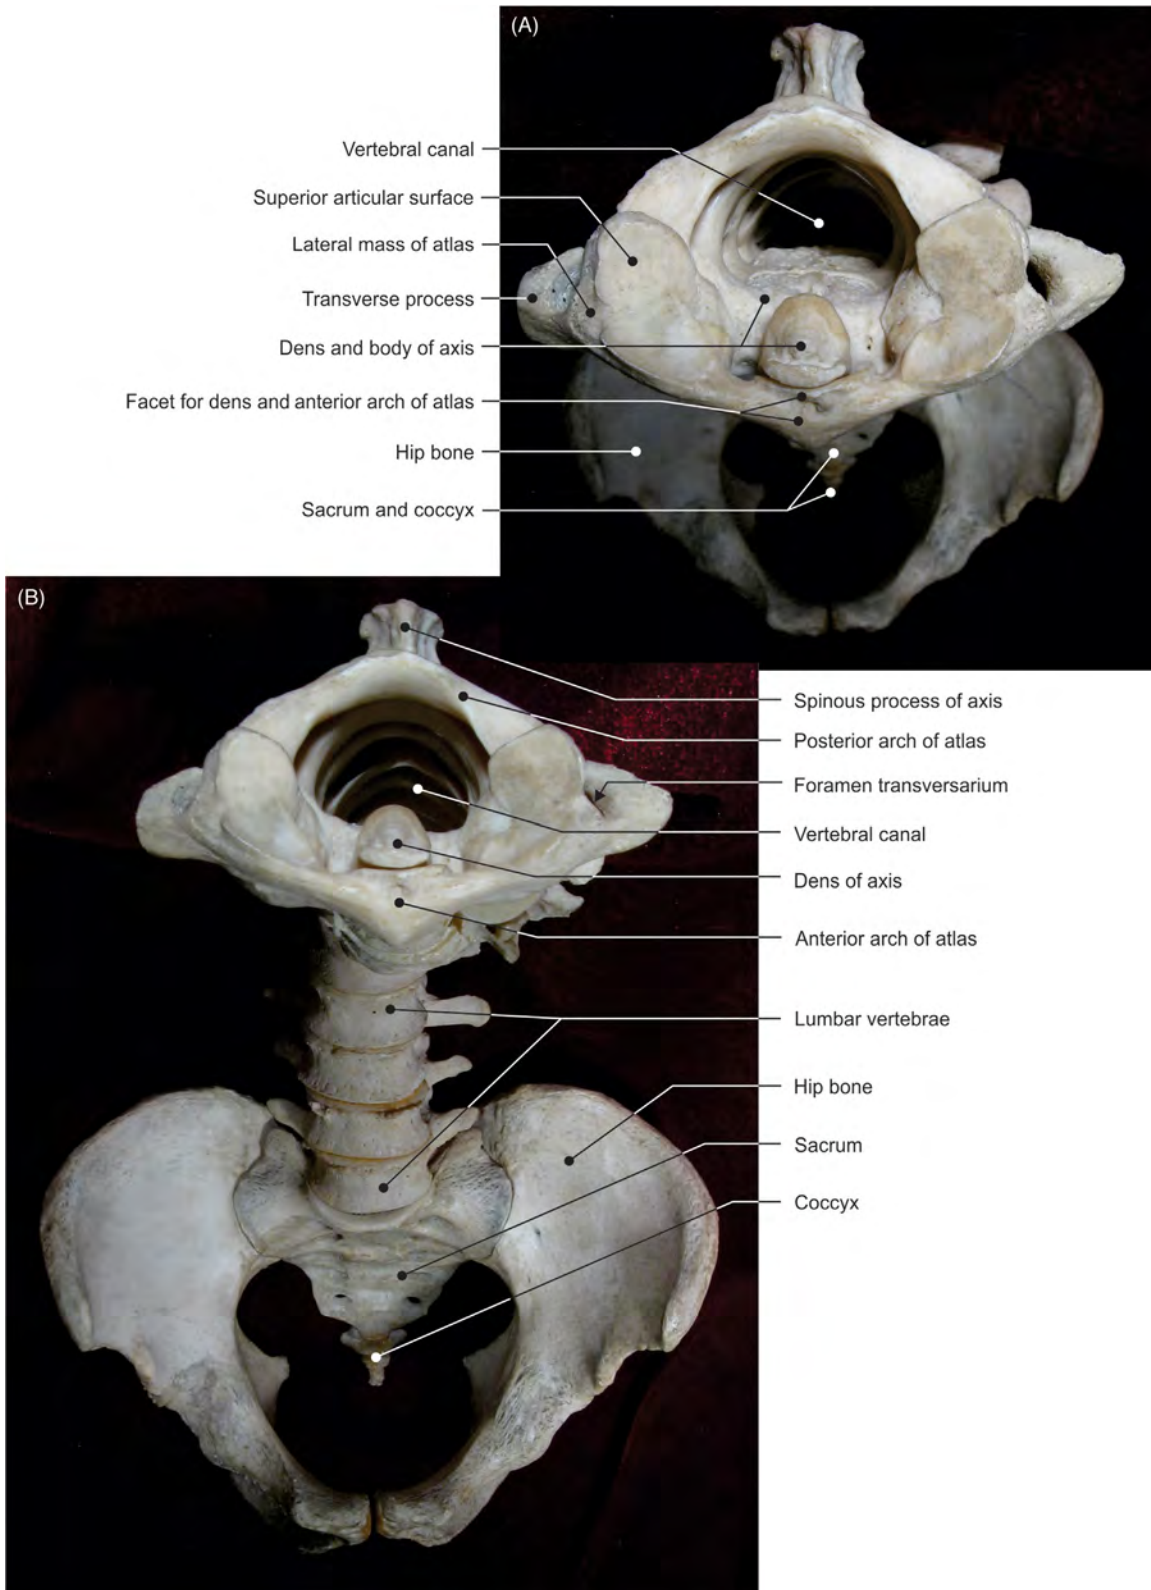 (A)
Vertebral canal
Superior articular surface
Lateral mass of atlas
Transverse process
Dens and body of axis
Facet for dens and anterior arch of atlas
Hip bone
Sacrum and coccyx
(B)
Spinous process of axis
Posterior arch of atlas
Foramen transversarium
Vertebral canal
Dens of axis
Anterior arch of atlas
Lumbar vertebrae
Hip bone
Sacrum
Coccyx